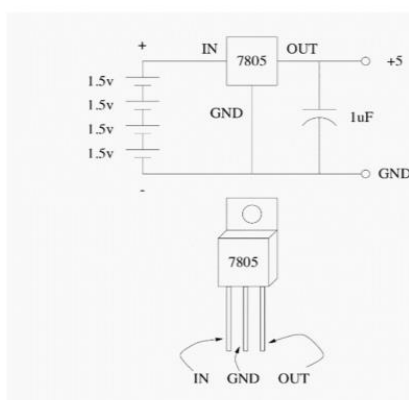 +
IN
7805
OUT
+5
1.5v
1.5v
1.5v
1.5v
GND
1uF
-
GND
7805
IN GND OUT